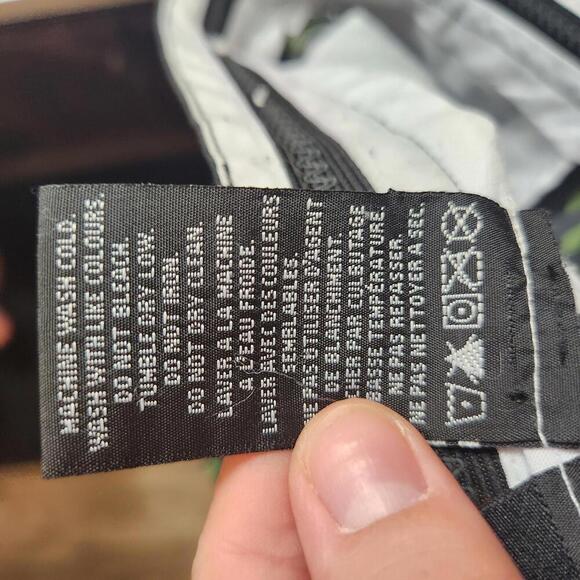 MACHINE WASH COLD.
WASH WITH LIKE COLOURS.
DO NOT BLEACH.
TUMBLE DRY LOW.
DO NOT IRON.
DO NOT DRY CLEAN.
LAVER A LA MACHINE
A EAU FROIDE.
LAVER AVEC DES COULEURS
SEMBLABLES.
PAS UTILISER D'AGENT
DE BLANCHIMENT.
PAR CULBUTAGE
BASSE TEMPÉRATURE.
NE PAS REPASSER.
NE PAS NETTOYER A SEC.